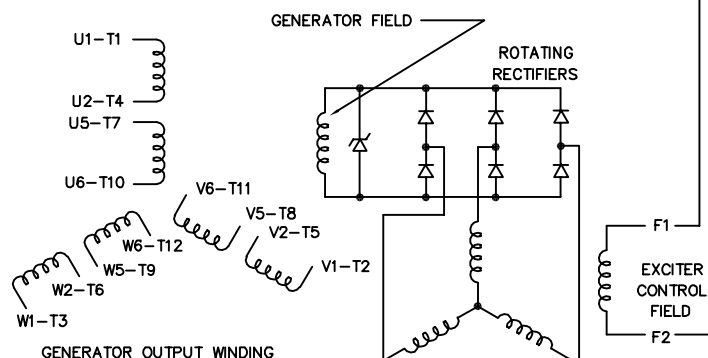 GENERATOR FIELD
U1-T1
ROTATING
RECTIFIERS
U2-T4
U5-T7
U6-T10
V6-T11
V5-T8
V2-T5
V1-T2
W6-T12
W5-T9
W2-T6
W1-T3
F1
EXCITER
CONTROL
FIELD
F2
GENERATOR OUTPUT WINDING